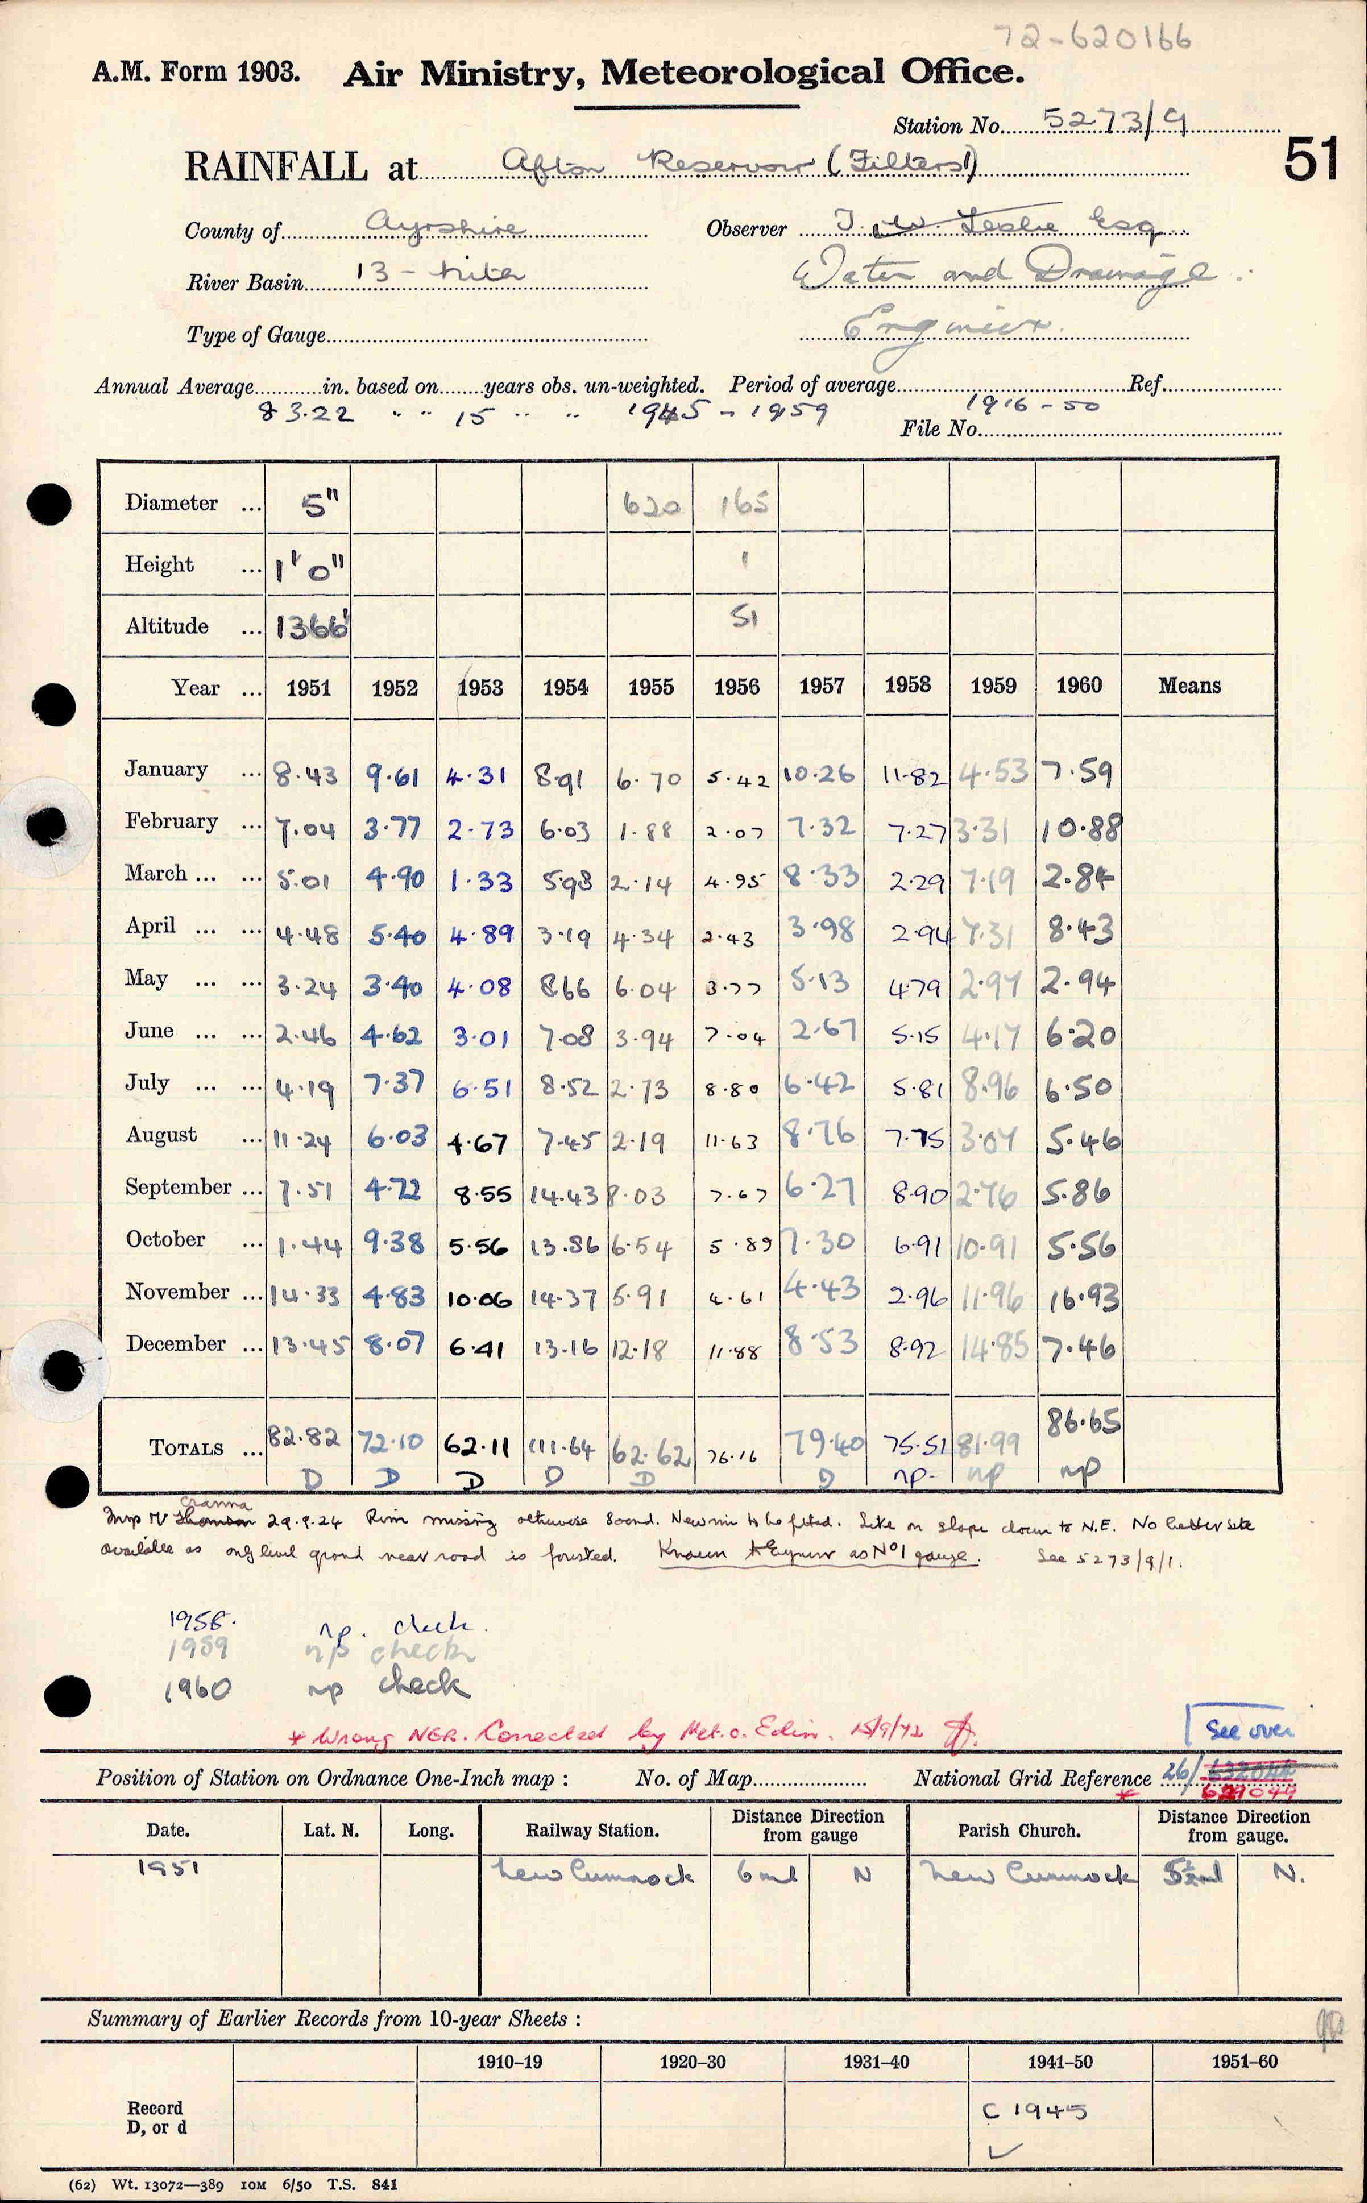 72-620166
A.M. Form 1903. Air Ministry, Meteorological Office.
Station No. 5273/9
51
RAINFALL at Afton Reservoir (Filters)
County of Ayrshire Observer Leslie Esq
River Basin 13 - Nith Water and Drainage
Type of Gauge Engineer.
Annual Average in. based on years obs. un-weighted. Period of average Ref.
83.22 " " 15 " " 1945 - 1959 1916-50
File No.
Diameter ... 5" 620 165
Height ... 1' 0" 1
Altitude ... 1366' 51
Year ... 1951 1952 1953 1954 1955 1956 1957 1958 1959 1960 Means
January ... 8.43 9.61 4.31 8.91 6.70 5.42 10.26 11.82 4.53 7.59
February ... 7.04 3.77 2.73 6.03 1.88 2.07 7.32 7.27 3.31 10.88
March ... ... 5.01 4.90 1.33 5.98 2.14 4.95 8.33 2.29 7.19 2.84
April ... ... 4.48 5.40 4.89 3.19 4.34 2.43 3.98 2.94 7.31 8.43
May ... ... 3.24 3.40 4.08 8.66 6.04 3.77 5.13 4.79 2.97 2.94
June ... ... 2.46 4.62 3.01 7.08 3.94 7.04 2.67 5.15 4.17 6.20
July ... ... 4.19 7.37 6.51 8.52 2.73 8.80 6.42 5.81 8.96 6.50
August ... 11.24 6.03 4.67 7.45 2.19 11.63 8.76 7.75 3.07 5.46
September ... 7.51 4.72 8.55 14.43 8.03 7.67 6.27 8.90 2.76 5.86
October ... 1.44 9.38 5.56 13.86 6.54 5.89 7.30 6.91 10.91 5.56
November ... 14.33 4.83 10.06 14.37 5.91 4.61 4.43 2.96 11.96 16.93
December ... 13.45 8.07 6.41 13.16 12.18 11.88 8.53 8.92 14.85 7.46
TOTALS ... 82.82 72.10 62.11 111.64 62.62 76.16 79.40 75.51 81.99 86.65
D D D D D D np. np np
Cranna
Insp Mr Thomson 29.9.24 Rim missing otherwise sound. New rim to be fitted. Site on slope down to N.E. No better site
available as only level ground near road is forested. Known as No 1 gauge. See 5273/9/1.
1958. np. check.
1959 np check
1960 np check
* Wrong NGR. Corrected by Met.O. Edin. 15/9/72
See over
Position of Station on Ordnance One-Inch map : No. of Map National Grid Reference 26/632044
* 629044
Date. Lat. N. Long. Railway Station. Distance Direction from gauge Parish Church. Distance Direction from gauge.
1951 New Cumnock 6 ml N New Cumnock 5½ ml N.
Summary of Earlier Records from 10-year Sheets :
1910–19 1920–30 1931–40 1941–50 1951–60
Record D, or d C 1945
✓
(62) Wt. 13072—389 10M 6/50 T.S. 841